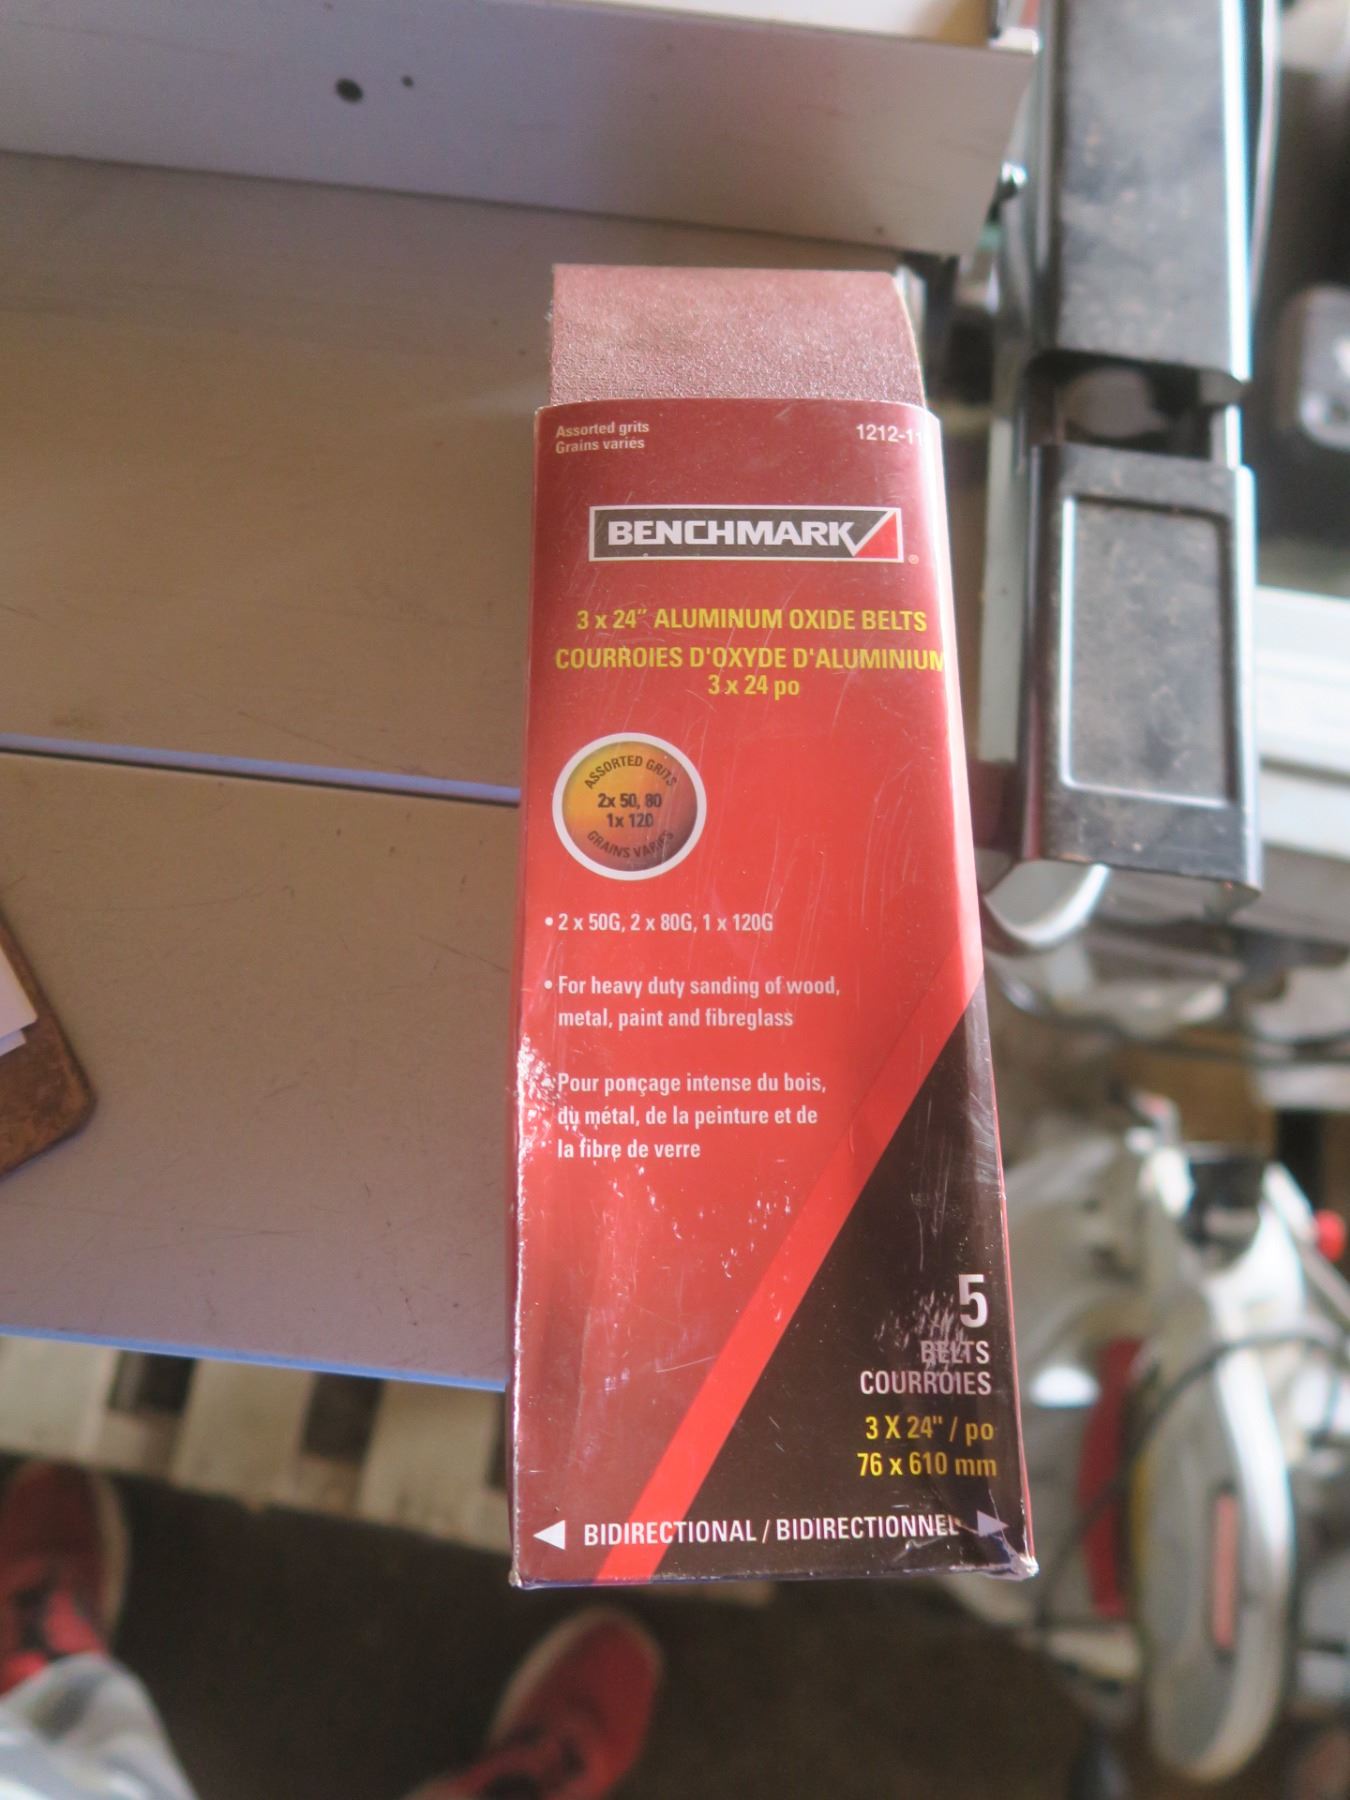 Assorted grits
Grains variés
BENCHMARK
®
3 x 24" ALUMINUM OXIDE BELTS
COURROIES D'OXYDE D'ALUMINIUM
3 x 24 po
ASSORTED GRITS
2x 50, 80
1x 120
GRAINS VARIÉS
• 2 x 50G, 2 x 80G, 1 x 120G
• For heavy duty sanding of wood,
metal, paint and fibreglass
• Pour ponçage intense du bois,
du métal, de la peinture et de
la fibre de verre
5
BELTS
COURROIES
3 X 24" / po
76 x 610 mm
BIDIRECTIONAL / BIDIRECTIONNEL